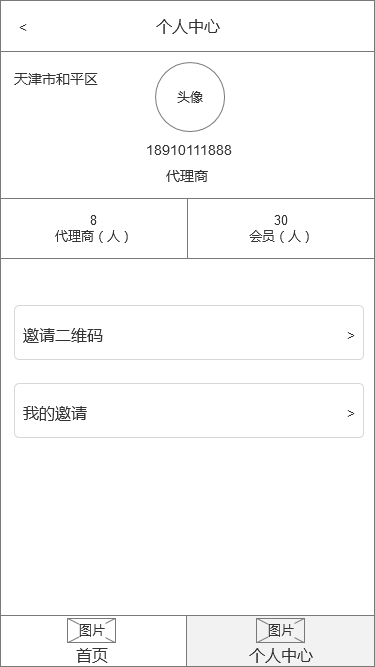 <
个人中心
天津市和平区
头像
18910111888
代理商
8
代理商（人）
30
会员（人）
邀请二维码
>
我的邀请
>
图片
首页
图片
个人中心